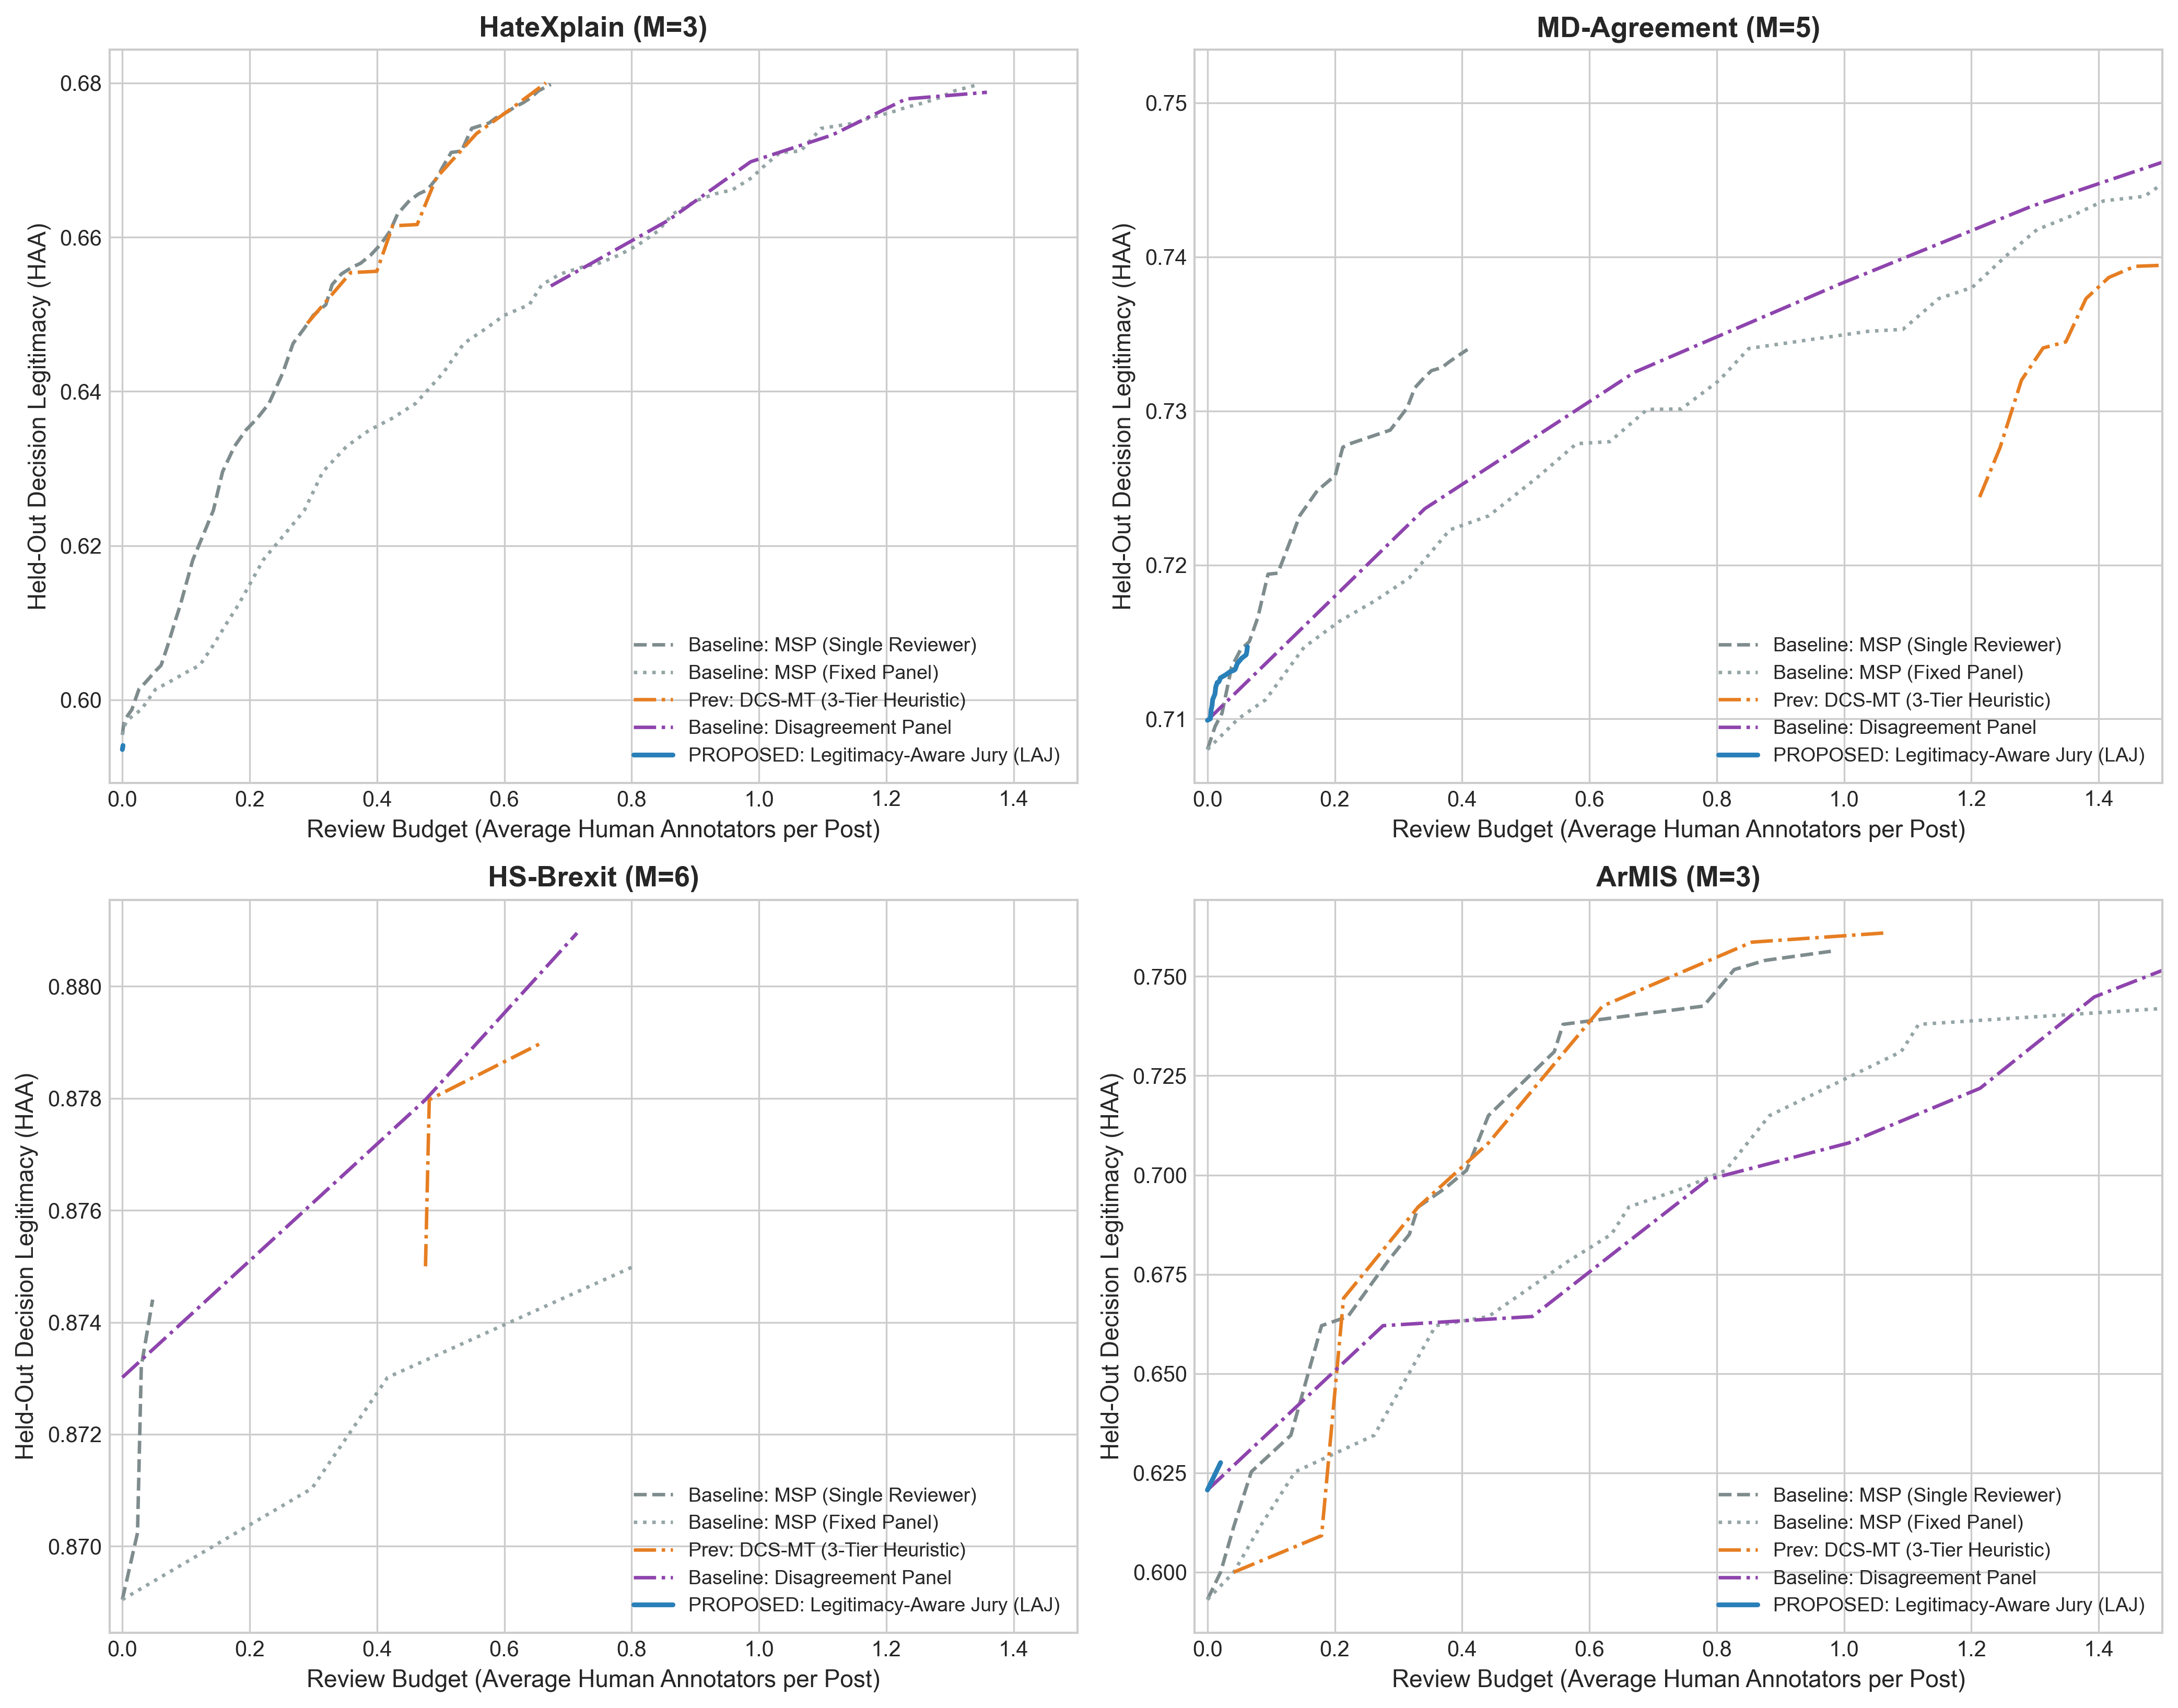 HateXplain (M=3)
Held-Out Decision Legitimacy (HAA)
0.68
0.66
0.64
0.62
0.60
Baseline: MSP (Single Reviewer)
Baseline: MSP (Fixed Panel)
Prev: DCS-MT (3-Tier Heuristic)
Baseline: Disagreement Panel
PROPOSED: Legitimacy-Aware Jury (LAJ)
0.0 0.2 0.4 0.6 0.8 1.0 1.2 1.4
Review Budget (Average Human Annotators per Post)
MD-Agreement (M=5)
Held-Out Decision Legitimacy (HAA)
0.75
0.74
0.73
0.72
0.71
Baseline: MSP (Single Reviewer)
Baseline: MSP (Fixed Panel)
Prev: DCS-MT (3-Tier Heuristic)
Baseline: Disagreement Panel
PROPOSED: Legitimacy-Aware Jury (LAJ)
0.0 0.2 0.4 0.6 0.8 1.0 1.2 1.4
Review Budget (Average Human Annotators per Post)
HS-Brexit (M=6)
Held-Out Decision Legitimacy (HAA)
0.880
0.878
0.876
0.874
0.872
0.870
Baseline: MSP (Single Reviewer)
Baseline: MSP (Fixed Panel)
Prev: DCS-MT (3-Tier Heuristic)
Baseline: Disagreement Panel
PROPOSED: Legitimacy-Aware Jury (LAJ)
0.0 0.2 0.4 0.6 0.8 1.0 1.2 1.4
Review Budget (Average Human Annotators per Post)
ArMIS (M=3)
Held-Out Decision Legitimacy (HAA)
0.750
0.725
0.700
0.675
0.650
0.625
0.600
Baseline: MSP (Single Reviewer)
Baseline: MSP (Fixed Panel)
Prev: DCS-MT (3-Tier Heuristic)
Baseline: Disagreement Panel
PROPOSED: Legitimacy-Aware Jury (LAJ)
0.0 0.2 0.4 0.6 0.8 1.0 1.2 1.4
Review Budget (Average Human Annotators per Post)